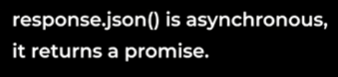 response.json() is asynchronous,
it returns a promise.